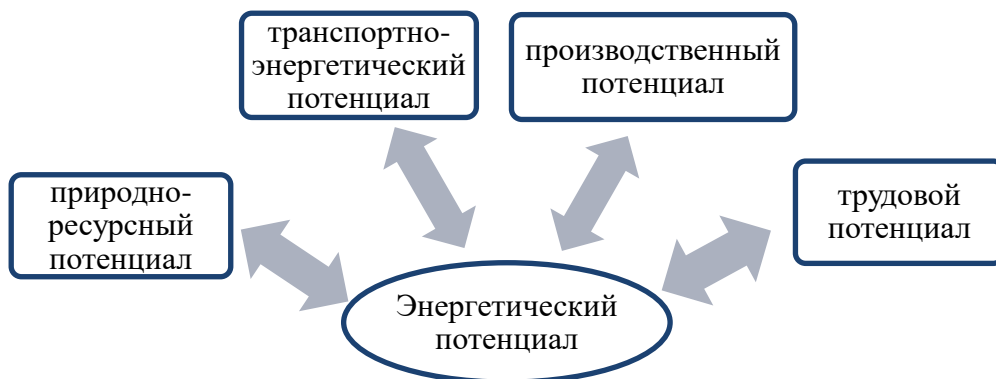 транспортно-
энергетический
потенциал
производственный
потенциал
природно-
ресурсный
потенциал
трудовой
потенциал
Энергетический
потенциал